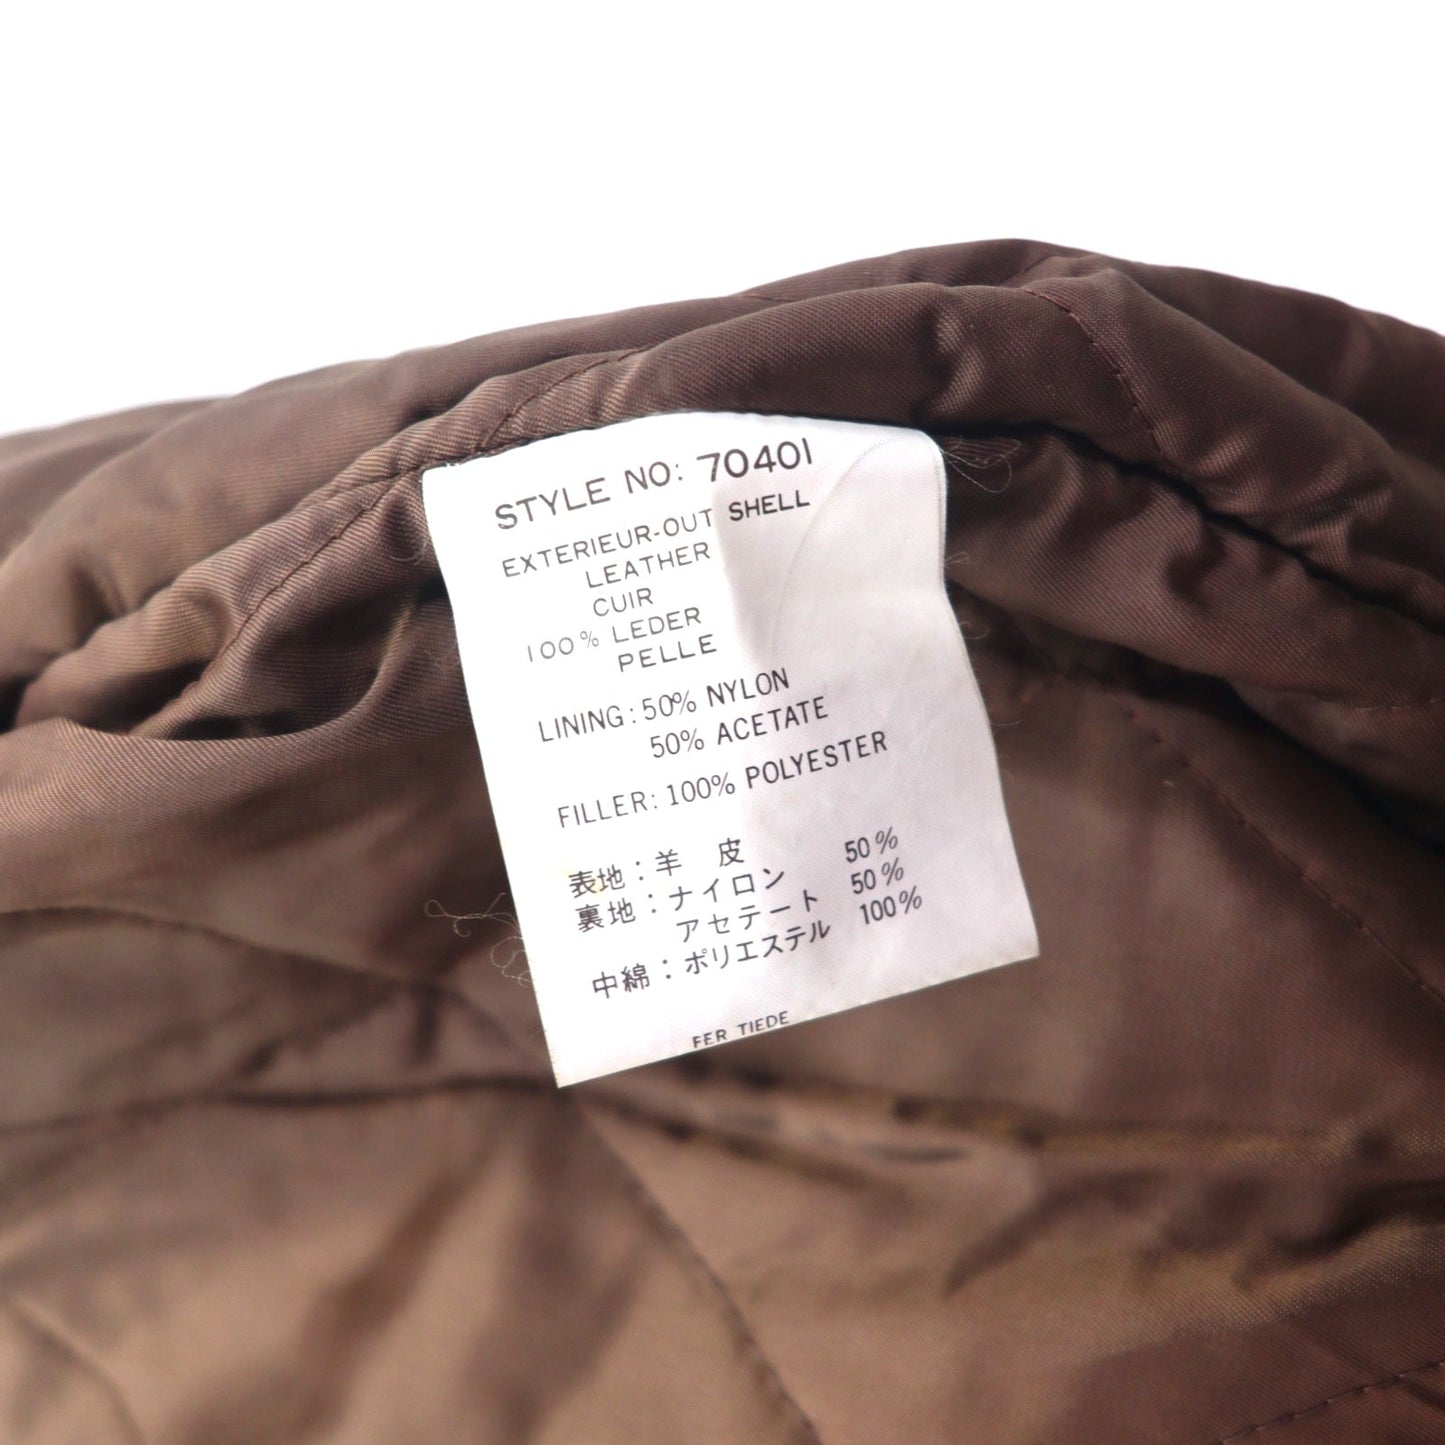 STYLE NO: 70401
EXTERIEUR-OUT SHELL
LEATHER
CUIR
100% LEDER
PELLE
LINING: 50% NYLON
50% ACETATE
FILLER: 100% POLYESTER
表地：羊 皮
裏地：ナイロン 50%
アセテート 50%
中綿：ポリエステル 100%
FER TIEDE